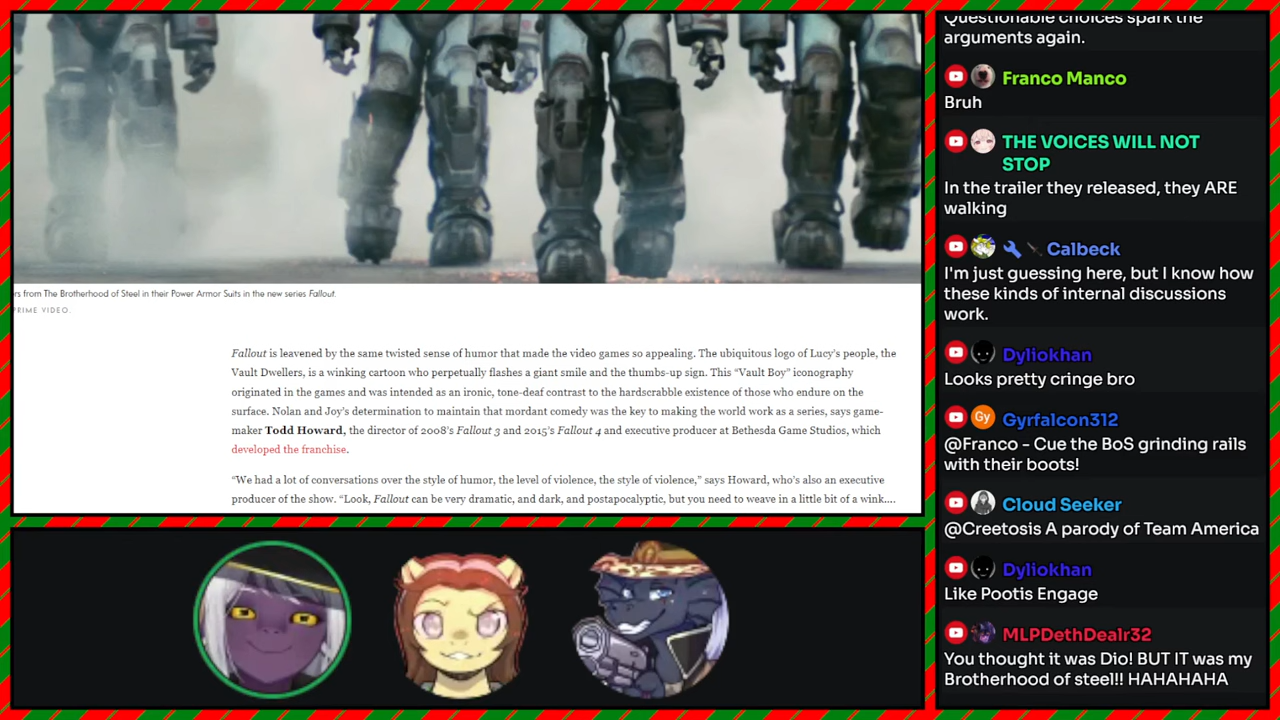 rs from The Brotherhood of Steel in their Power Armor Suits in the new series Fallout.
PRIME VIDEO.
Fallout is leavened by the same twisted sense of humor that made the video games so appealing. The ubiquitous logo of Lucy's people, the
Vault Dwellers, is a winking cartoon who perpetually flashes a giant smile and the thumbs-up sign. This “Vault Boy” iconography
originated in the games and was intended as an ironic, tone-deaf contrast to the hardscrabble existence of those who endure on the
surface. Nolan and Joy's determination to maintain that mordant comedy was the key to making the world work as a series, says game-
maker Todd Howard, the director of 2008's Fallout 3 and 2015's Fallout 4 and executive producer at Bethesda Game Studios, which
developed the franchise.
“We had a lot of conversations over the style of humor, the level of violence, the style of violence,” says Howard, who's also an executive
producer of the show. “Look, Fallout can be very dramatic, and dark, and postapocalyptic, but you need to weave in a little bit of a wink....
Questionable choices spark the
arguments again.
Franco Manco
Bruh
THE VOICES WILL NOT
STOP
In the trailer they released, they ARE
walking
Calbeck
I'm just guessing here, but I know how
these kinds of internal discussions
work.
Dyliokhan
Looks pretty cringe bro
Gy Gyrfalcon312
@Franco - Cue the BoS grinding rails
with their boots!
Cloud Seeker
@Creetosis A parody of Team America
Dyliokhan
Like Pootis Engage
MLPDethDealr32
You thought it was Dio! BUT IT was my
Brotherhood of steel!! HAHAHAHA